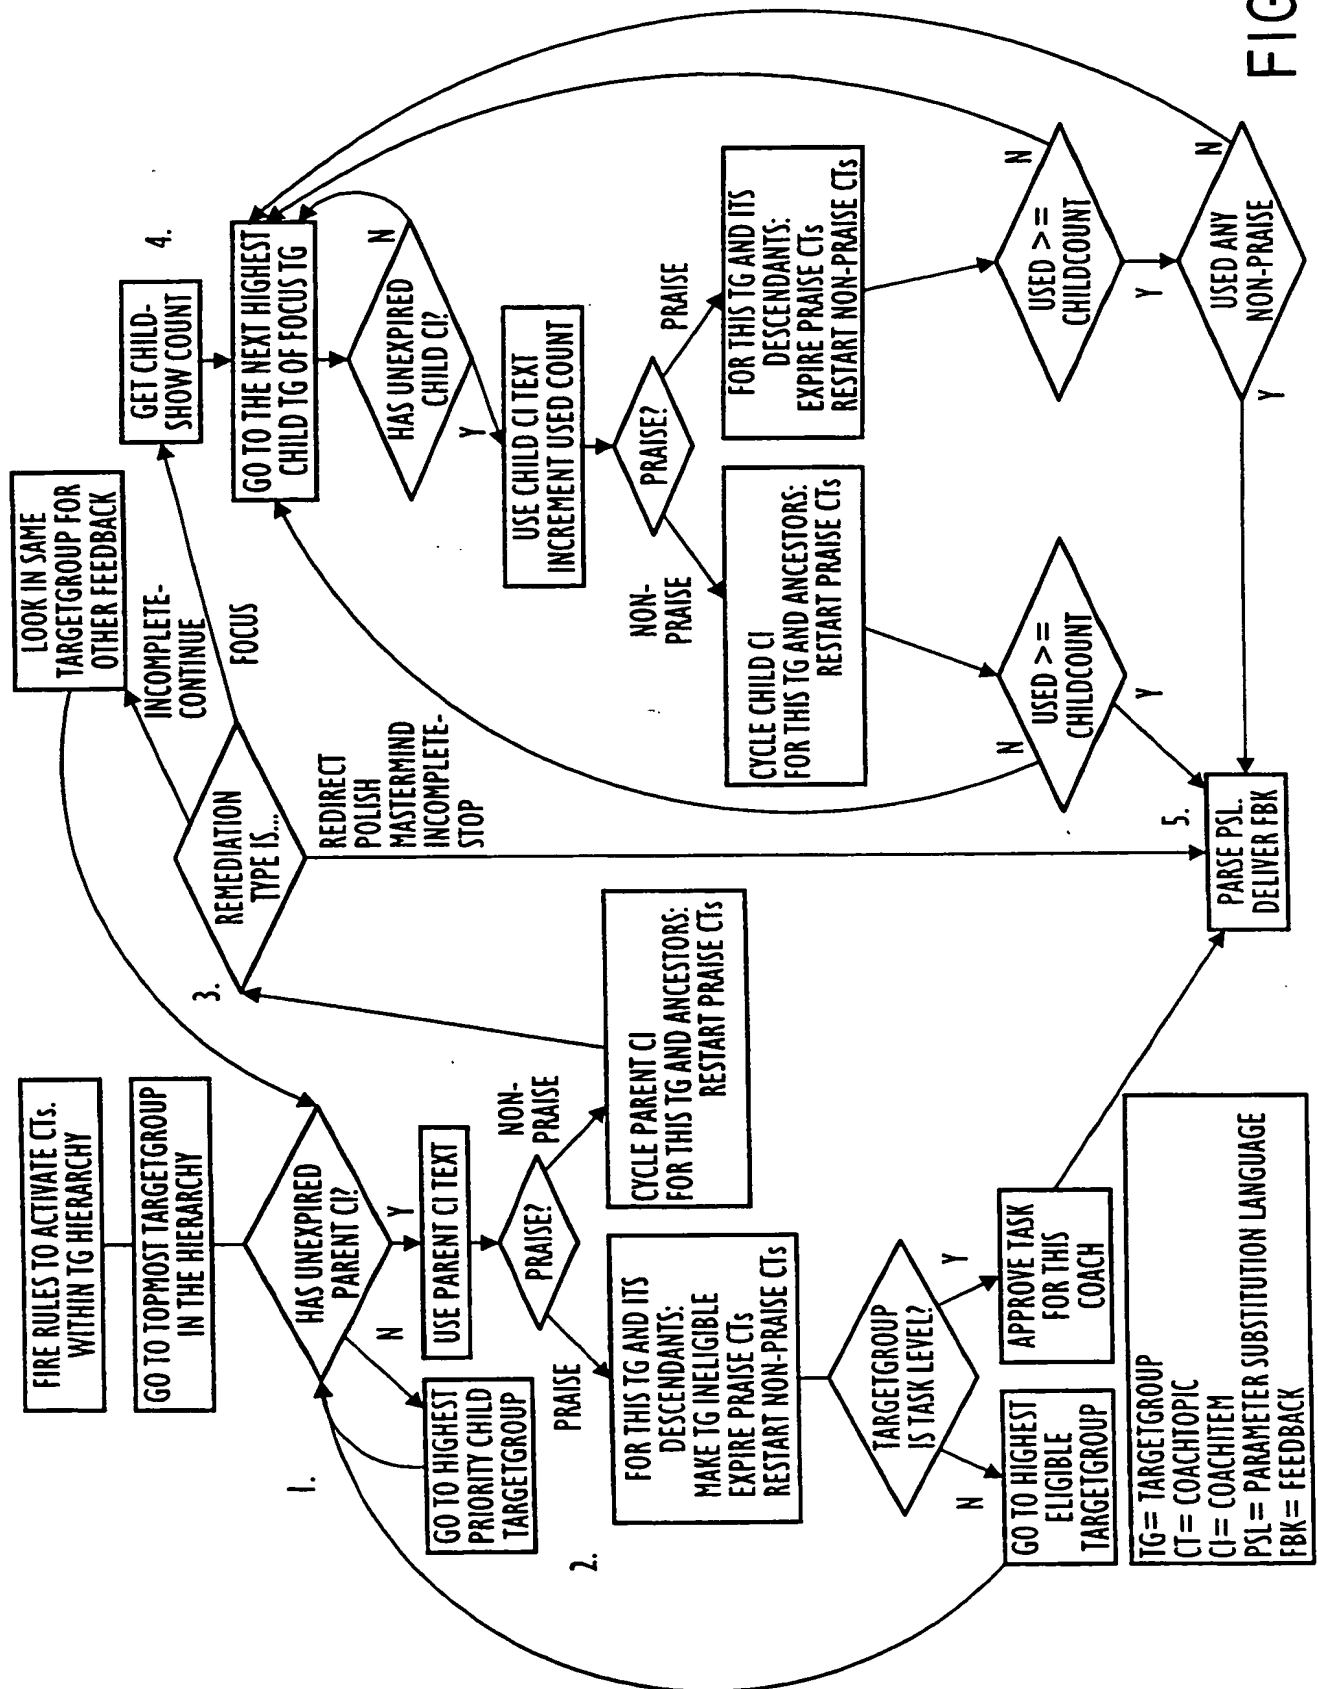 FIRE RULES TO ACTIVATE CTs.
WITHIN TG HIERARCHY
GO TO TOPMOST TARGETGROUP
IN THE HIERARCHY
1.
HAS UNEXPIRED
PARENT CI?
N
Y
GO TO HIGHEST
PRIORITY CHILD
TARGETGROUP
USE PARENT CI TEXT
2.
PRAISE?
PRAISE
NON-
PRAISE
FOR THIS TG AND ITS
DESCENDANTS:
MAKE TG INELIGIBLE
EXPIRE PRAISE CTs
RESTART NON-PRAISE CTs
CYCLE PARENT CI
FOR THIS TG AND ANCESTORS:
RESTART PRAISE CTs
TARGETGROUP
IS TASK LEVEL?
N
Y
GO TO HIGHEST
ELIGIBLE
TARGETGROUP
APPROVE TASK
FOR THIS
COACH
TG= TARGETGROUP
CT= COACHTOPIC
CI= COACHITEM
PSL= PARAMETER SUBSTITUTION LANGUAGE
FBK= FEEDBACK
3.
REMEDIATION
TYPE IS...
INCOMPLETE-
CONTINUE
FOCUS
REDIRECT
POLISH
MASTERMIND
INCOMPLETE-
STOP
LOOK IN SAME
TARGETGROUP FOR
OTHER FEEDBACK
4.
GET CHILD-
SHOW COUNT
GO TO THE NEXT HIGHEST
CHILD TG OF FOCUS TG
HAS UNEXPIRED
CHILD CI?
N
Y
USE CHILD CI TEXT
INCREMENT USED COUNT
PRAISE?
NON-
PRAISE
PRAISE
CYCLE CHILD CI
FOR THIS TG AND ANCESTORS:
RESTART PRAISE CTs
FOR THIS TG AND ITS
DESCENDANTS:
EXPIRE PRAISE CTs
RESTART NON-PRAISE CTs
USED >=
CHILDCOUNT
N
Y
USED >=
CHILDCOUNT
N
Y
USED ANY
NON-PRAISE
N
Y
5.
PARSE PSL.
DELIVER FBK
FIG